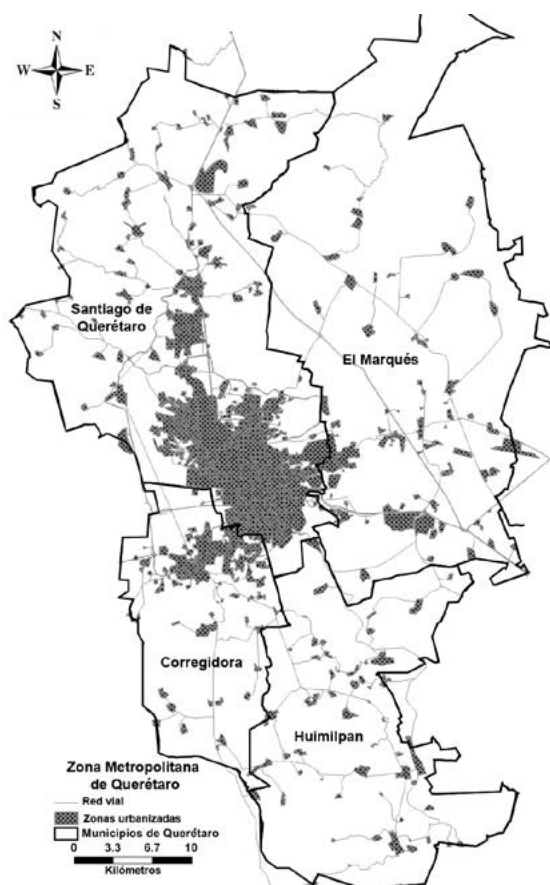 N
W E
S
Santiago de
Querétaro
El Marqués
Corregidora
Huimilpan
Zona Metropolitana
de Querétaro
Red vial
Zonas urbanizadas
Municipios de Querétaro
0 3.3 6.7 10
Kilómetros